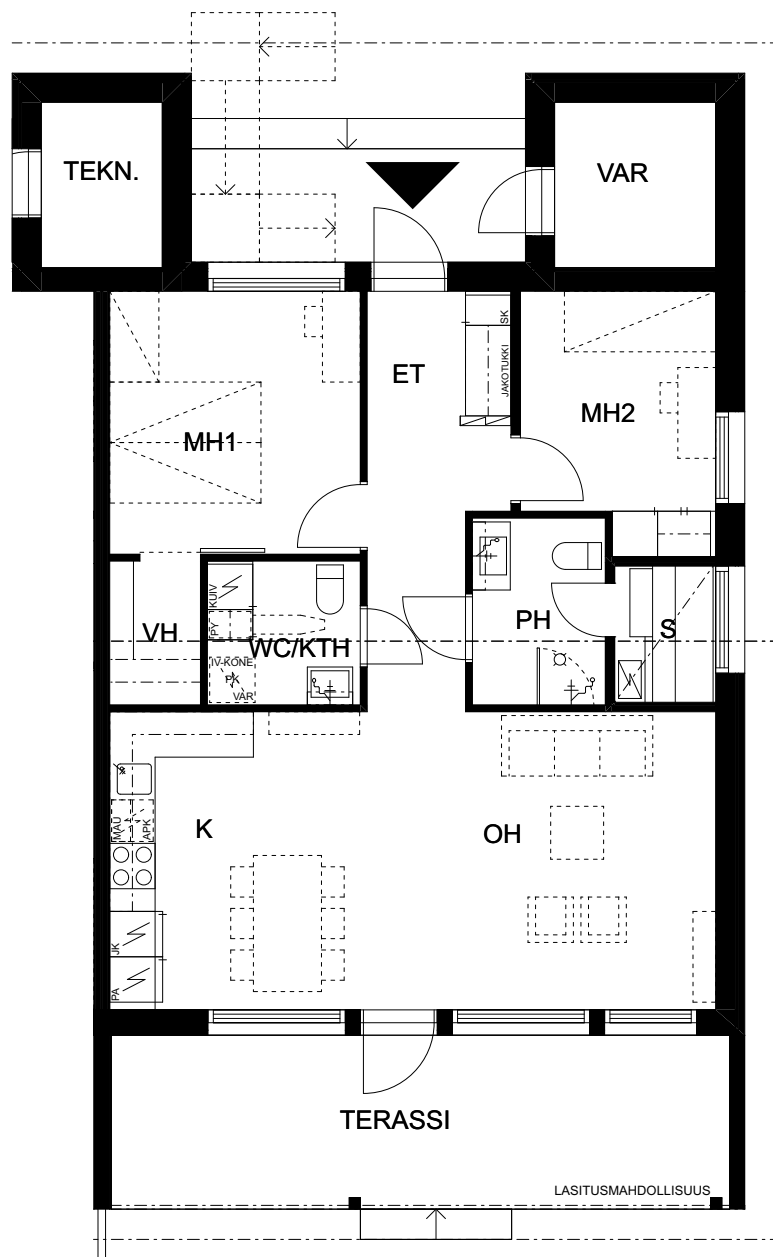 TEKN.
VAR
ET
SK
JAKOTUKKI
MH1
MH2
VH
KUIV
PY
WC/KTH
IV-KONE
PK
VAR
PH
S
K
OH
MAU
APK
JK
PA
TERASSI
LASITUSMAHDOLLISUUS